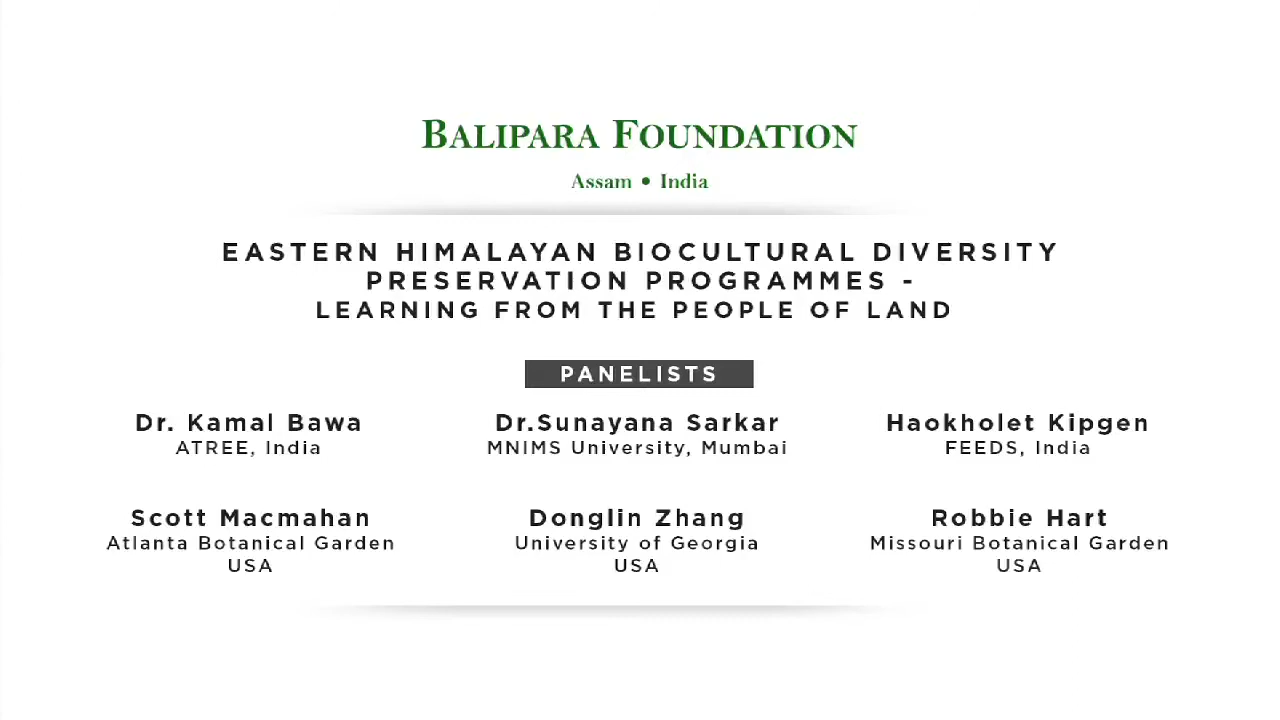 BALIPARA FOUNDATION
Assam • India
EASTERN HIMALAYAN BIOCULTURAL DIVERSITY
PRESERVATION PROGRAMMES -
LEARNING FROM THE PEOPLE OF LAND
PANELISTS
Dr. Kamal Bawa
ATREE, India
Dr.Sunayana Sarkar
MNIMS University, Mumbai
Haokholet Kipgen
FEEDS, India
Scott Macmahan
Atlanta Botanical Garden
USA
Donglin Zhang
University of Georgia
USA
Robbie Hart
Missouri Botanical Garden
USA